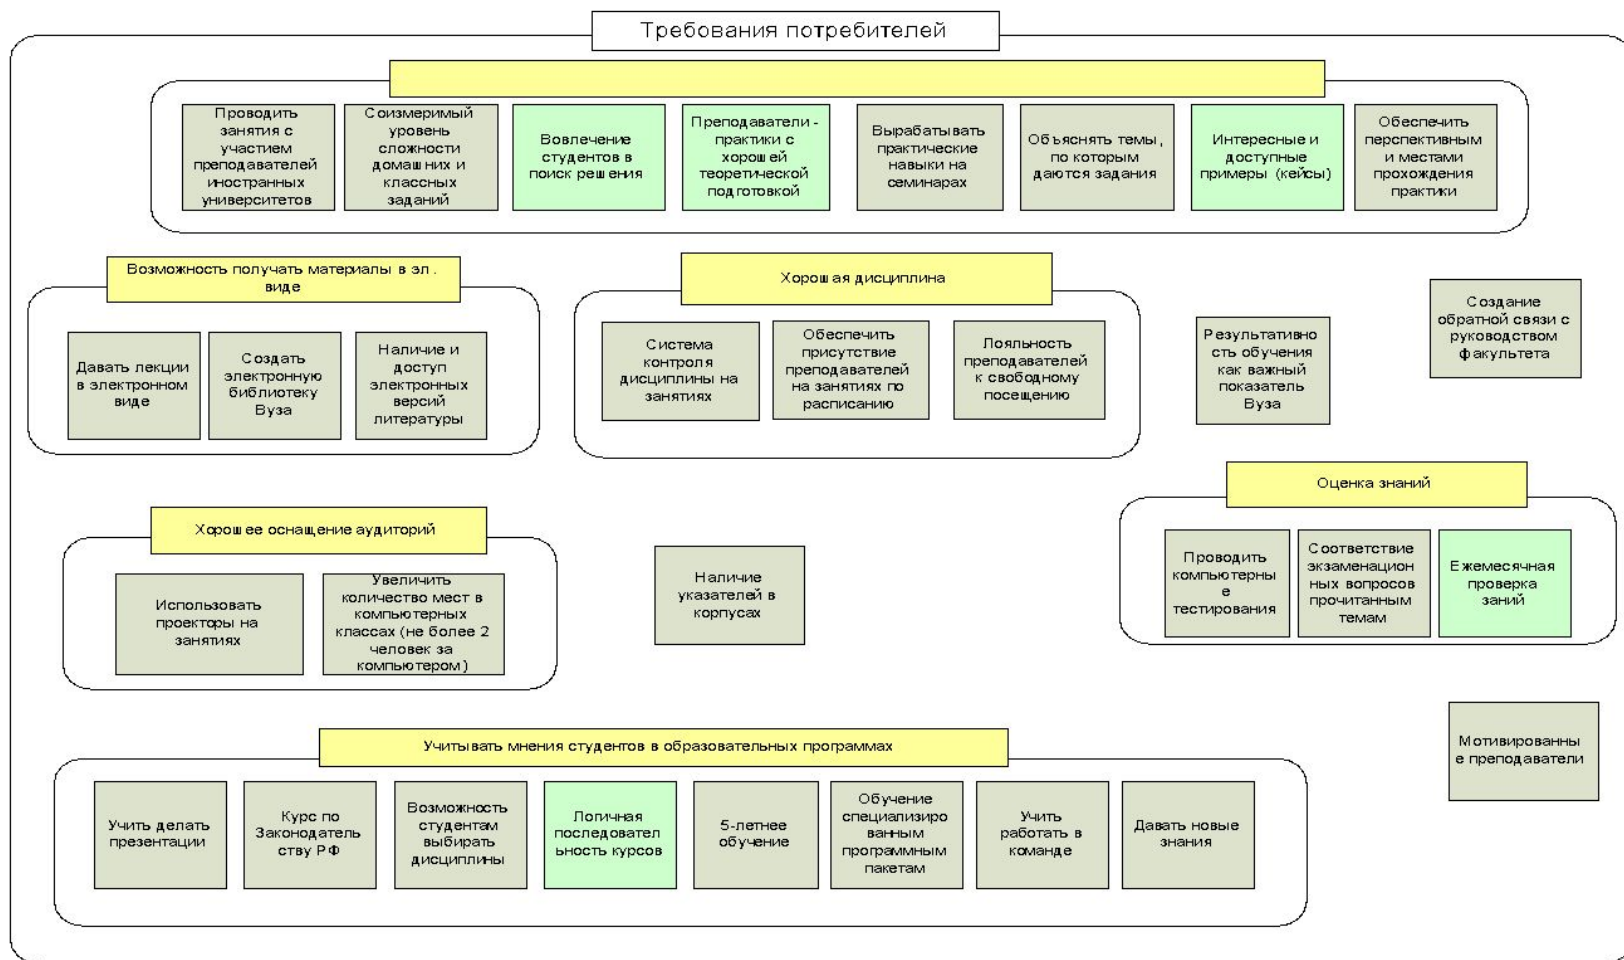 Требования потребителей
Проводить
занятия с
участием
преподавателей
иностранных
университетов
Соизмеримый
уровень
сложности
домашних и
классных
заданий
Вовлечение
студентов в
поиск решения
Преподаватели -
практики с
хорошей
теоретической
подготовкой
Вырабатывать
практические
навыки на
семинарах
Объяснять темы,
по которым
даются задания
Интересные и
доступные
примеры (кейсы)
Обеспечить
перспективным
и местами
прохождения
практики
Возможность получать материалы в эл .
виде
Давать лекции
в электронном
виде
Создать
электронную
библиотеку
Вуза
Наличие и
доступ
электронных
версий
литературы
Хорошая дисциплина
Система
контроля
дисциплины на
занятиях
Обеспечить
присутствие
преподавателей
на занятиях по
расписанию
Лояльность
преподавателей
к свободному
посещению
Результативно
сть обучения
как важный
показатель
Вуза
Создание
обратной связи с
руководством
факультета
Хорошее оснащение аудиторий
Использовать
проекторы на
занятиях
Увеличить
количество мест в
компьютерных
классах (не более 2
человек за
компьютером)
Наличие
указателей в
корпусах
Оценка знаний
Проводить
компьютерны
е
тестирования
Соответствие
экзаменацио
нных вопросов
прочитанным
темам
Ежемесячная
проверка
заний
Мотивированны
е преподаватели
Учитывать мнения студентов в образовательных программах
Учить делать
презентации
Курс по
Законодатель
ству РФ
Возможность
студентам
выбирать
дисциплины
Логичная
последовател
ьность курсов
5-летнее
обучение
Обучение
специализиро
ванным
программным
пакетам
Учить
работать в
команде
Давать новые
знания